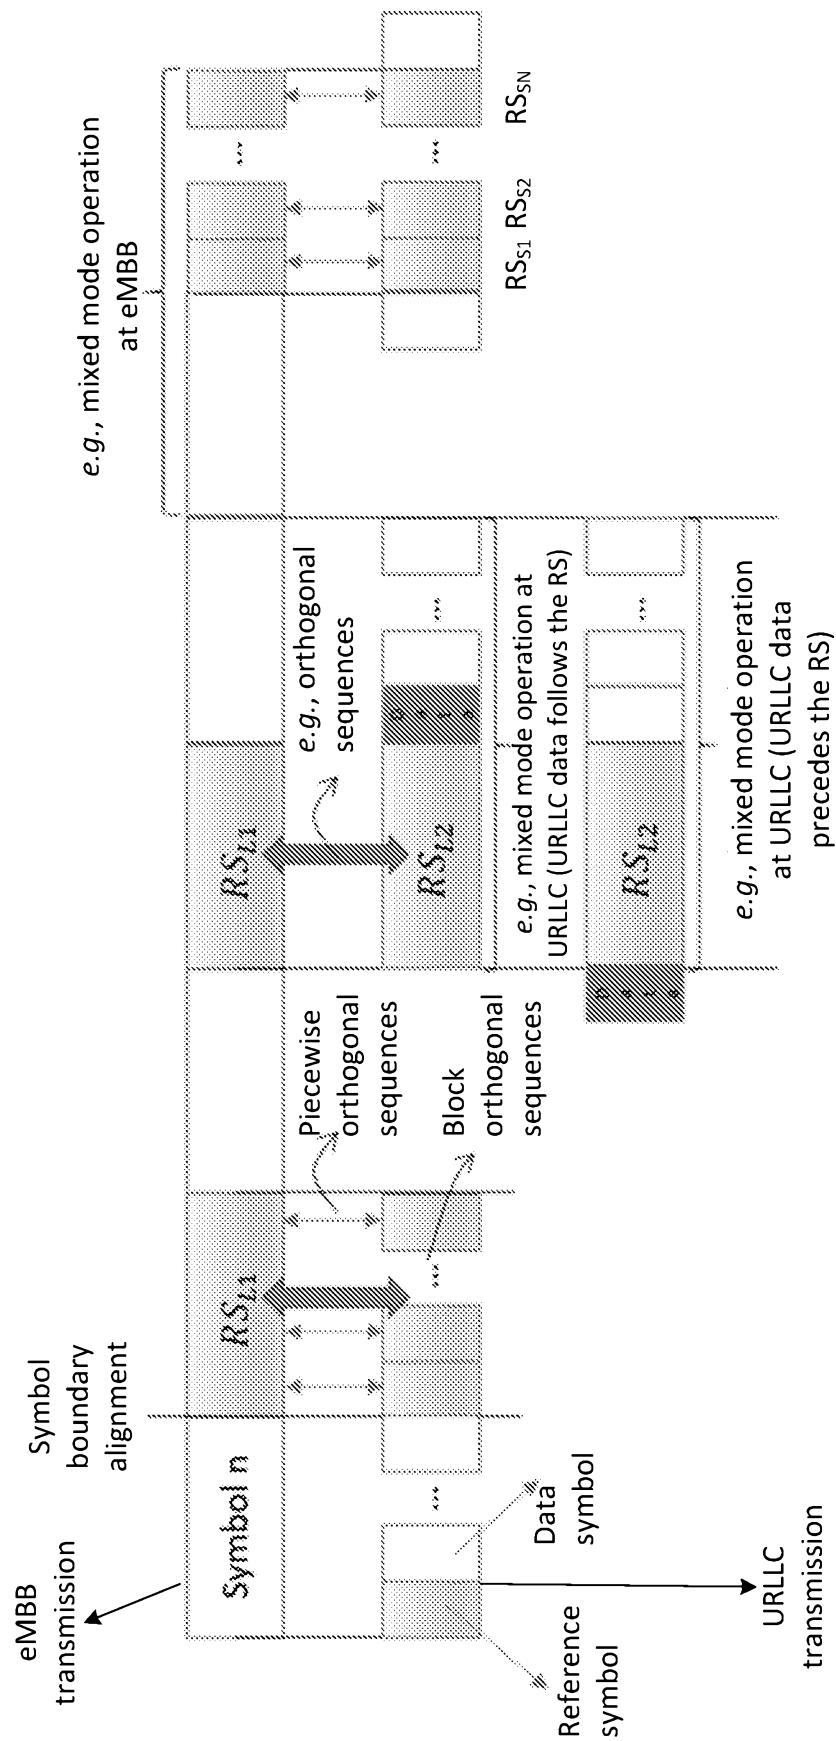 eMBB
transmission
Symbol
boundary
alignment
e.g., mixed mode operation
at eMBB
Symbol n
RS_L1
RS_L1
Piecewise
orthogonal
sequences
e.g., orthogonal
sequences
...
...
...
...
...
RS_L2
Data
RS_S1 RS_S2
RS_SN
Block
orthogonal
sequences
e.g., mixed mode operation at
URLLC (URLLC data follows the RS)
Reference
symbol
Data
symbol
Data
RS_L2
...
e.g., mixed mode operation
at URLLC (URLLC data
precedes the RS)
URLLC
transmission